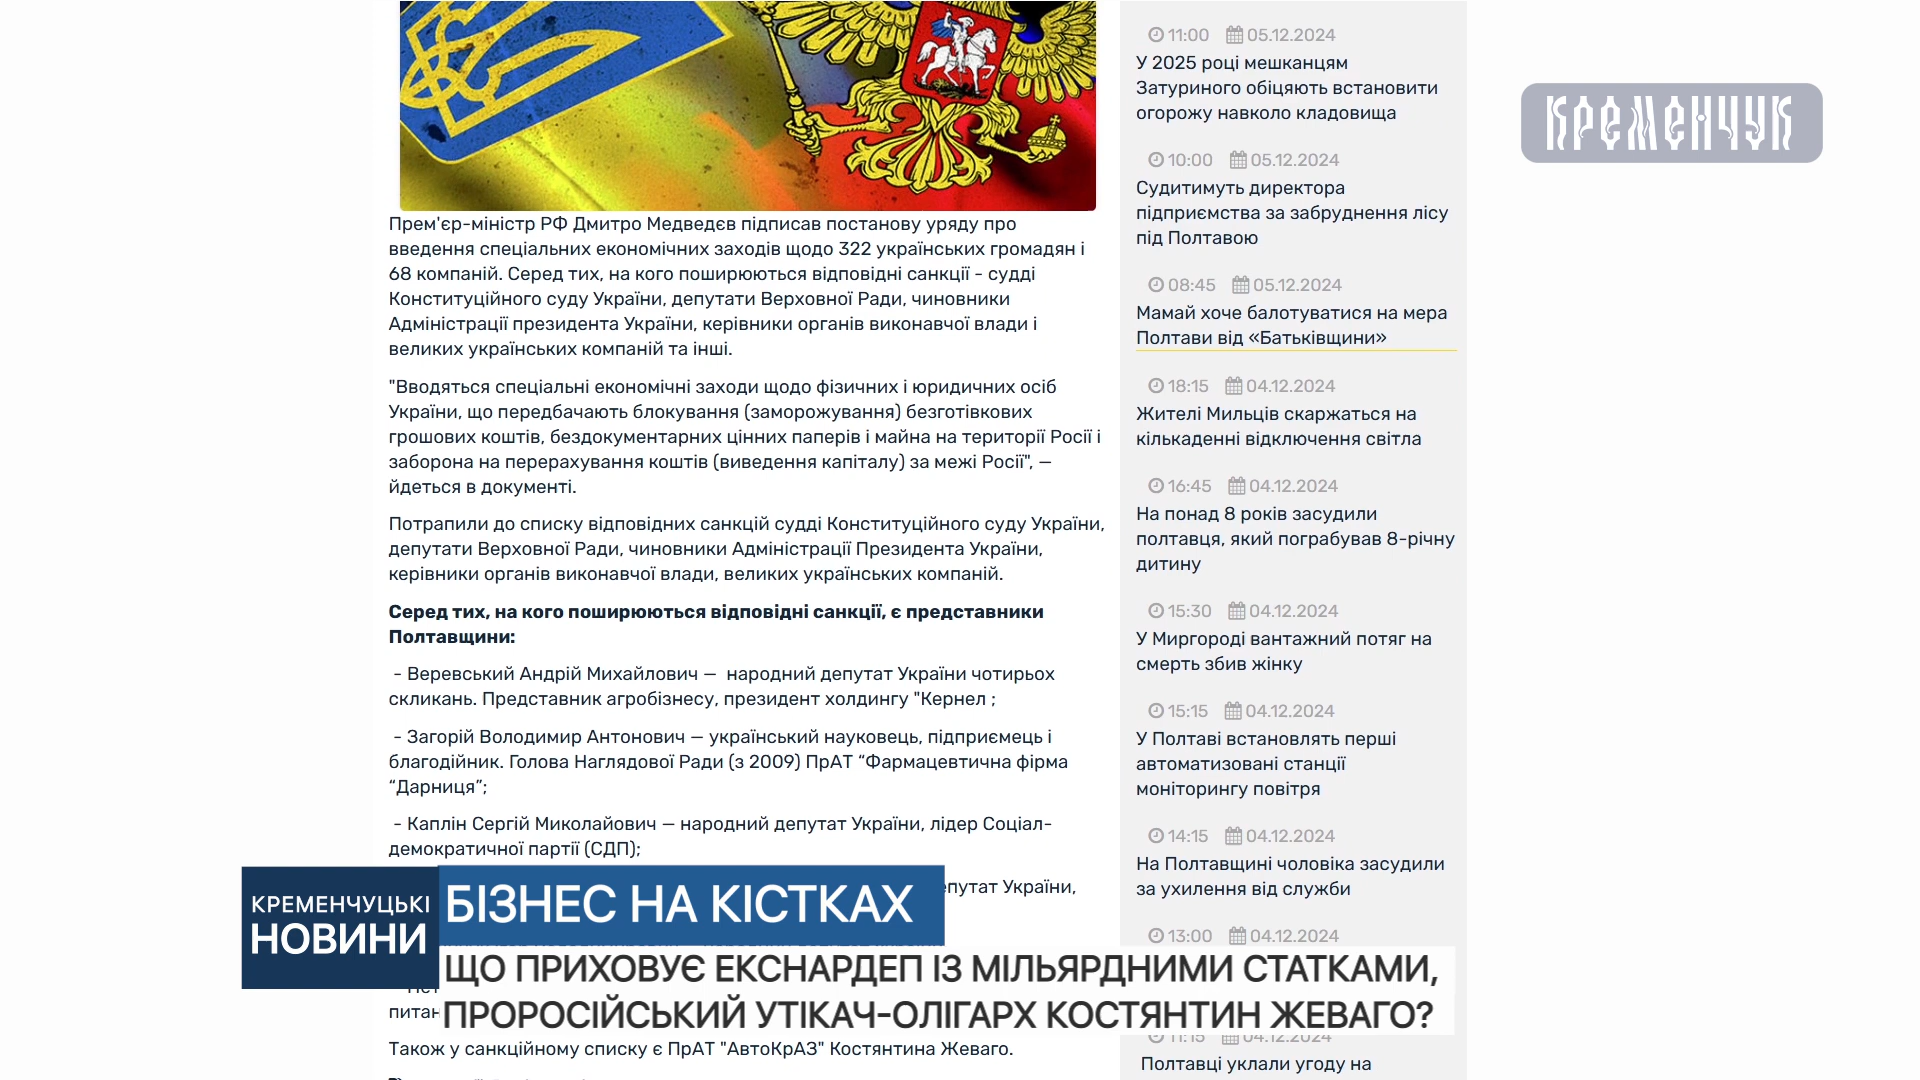 Прем'єр-міністр РФ Дмитро Медведєв підписав постанову уряду про
введення спеціальних економічних заходів щодо 322 українських громадян і
68 компаній. Серед тих, на кого поширюються відповідні санкції - судді
Конституційного суду України, депутати Верховної Ради, чиновники
Адміністрації президента України, керівники органів виконавчої влади і
великих українських компаній та інші.
"Вводяться спеціальні економічні заходи щодо фізичних і юридичних осіб
України, що передбачають блокування (заморожування) безготівкових
грошових коштів, бездокументарних цінних паперів і майна на території Росії і
заборона на перерахування коштів (виведення капіталу) за межі Росії", —
йдеться в документі.
Потрапили до списку відповідних санкцій судді Конституційного суду України,
депутати Верховної Ради, чиновники Адміністрації Президента України,
керівники органів виконавчої влади, великих українських компаній.
Серед тих, на кого поширюються відповідні санкції, є представники
Полтавщини:
- Веревський Андрій Михайлович — народний депутат України чотирьох
скликань. Представник агробізнесу, президент холдингу "Кернел ;
- Загорій Володимир Антонович — український науковець, підприємець і
благодійник. Голова Наглядової Ради (з 2009) ПрАТ “Фармацевтична фірма
“Дарниця”;
- Каплін Сергій Миколайович — народний депутат України, лідер Соціал-
демократичної партії (СДП);
епутат України,
питан
Також у санкційному списку є ПрАТ "АвтоКрАЗ" Костянтина Жеваго.
11:00 05.12.2024
У 2025 році мешканцям
Затуриного обіцяють встановити
огорожу навколо кладовища
10:00 05.12.2024
Судитимуть директора
підприємства за забруднення лісу
під Полтавою
08:45 05.12.2024
Мамай хоче балотуватися на мера
Полтави від «Батьківщини»
18:15 04.12.2024
Жителі Мильців скаржаться на
кількаденні відключення світла
16:45 04.12.2024
На понад 8 років засудили
полтавця, який пограбував 8-річну
дитину
15:30 04.12.2024
У Миргороді вантажний потяг на
смерть збив жінку
15:15 04.12.2024
У Полтаві встановлять перші
автоматизовані станції
моніторингу повітря
14:15 04.12.2024
На Полтавщині чоловіка засудили
за ухилення від служби
13:00 04.12.2024
11:15 04.12.2024
Полтавці уклали угоду на
КРЕМЕНЧУК
КРЕМЕНЧУЦЬКІ
НОВИНИ
БІЗНЕС НА КІСТКАХ
ЩО ПРИХОВУЄ ЕКСНАРДЕП ІЗ МІЛЬЯРДНИМИ СТАТКАМИ,
ПРОРОСІЙСЬКИЙ УТІКАЧ-ОЛІГАРХ КОСТЯНТИН ЖЕВАГО?